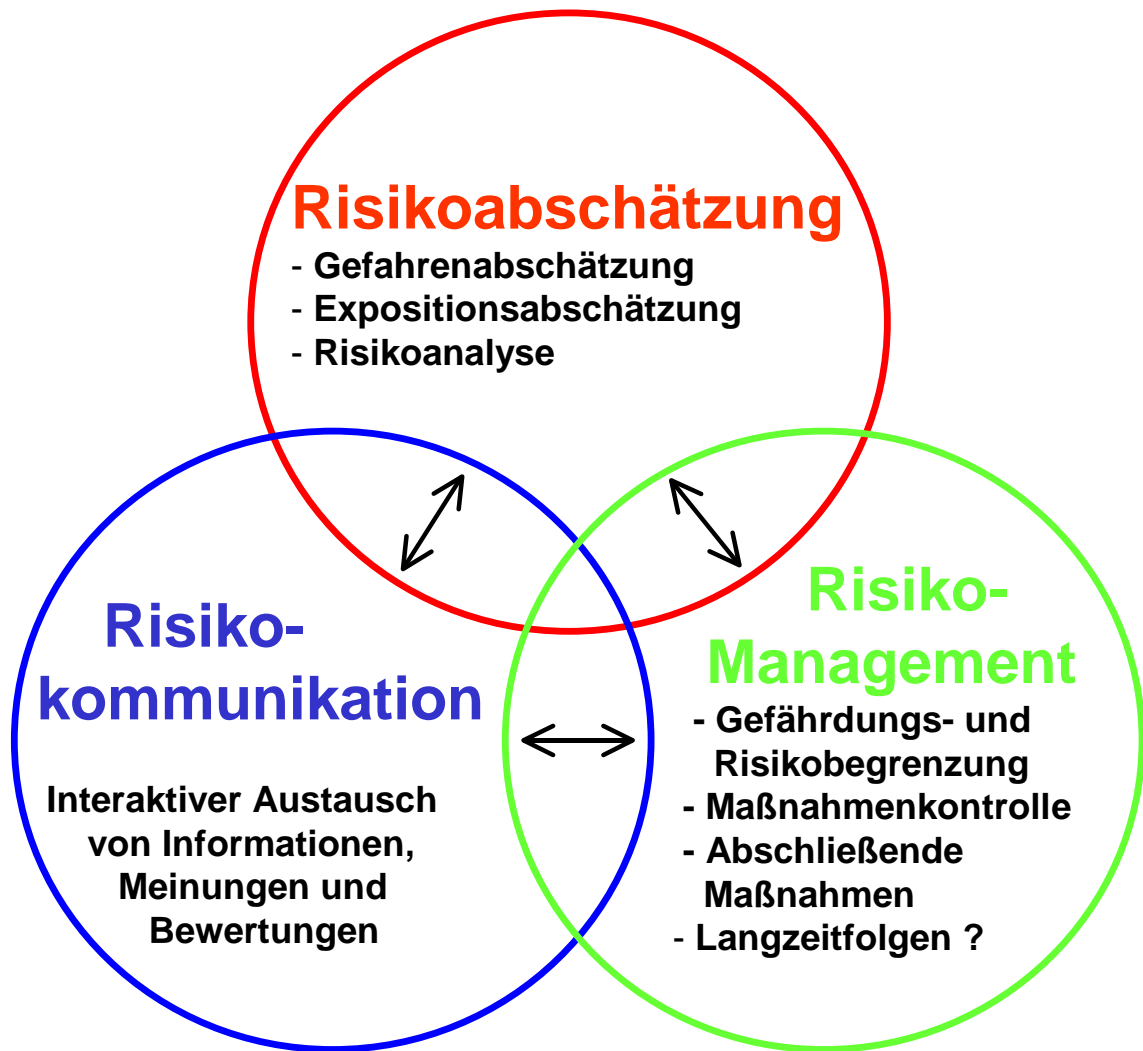 Risikoabschätzung
- Gefahrenabschätzung
- Expositionsabschätzung
- Risikoanalyse
Risiko-
kommunikation
Interaktiver Austausch
von Informationen,
Meinungen und
Bewertungen
Risiko-
Management
- Gefährdungs- und
Risikobegrenzung
- Maßnahmenkontrolle
- Abschließende
Maßnahmen
- Langzeitfolgen ?